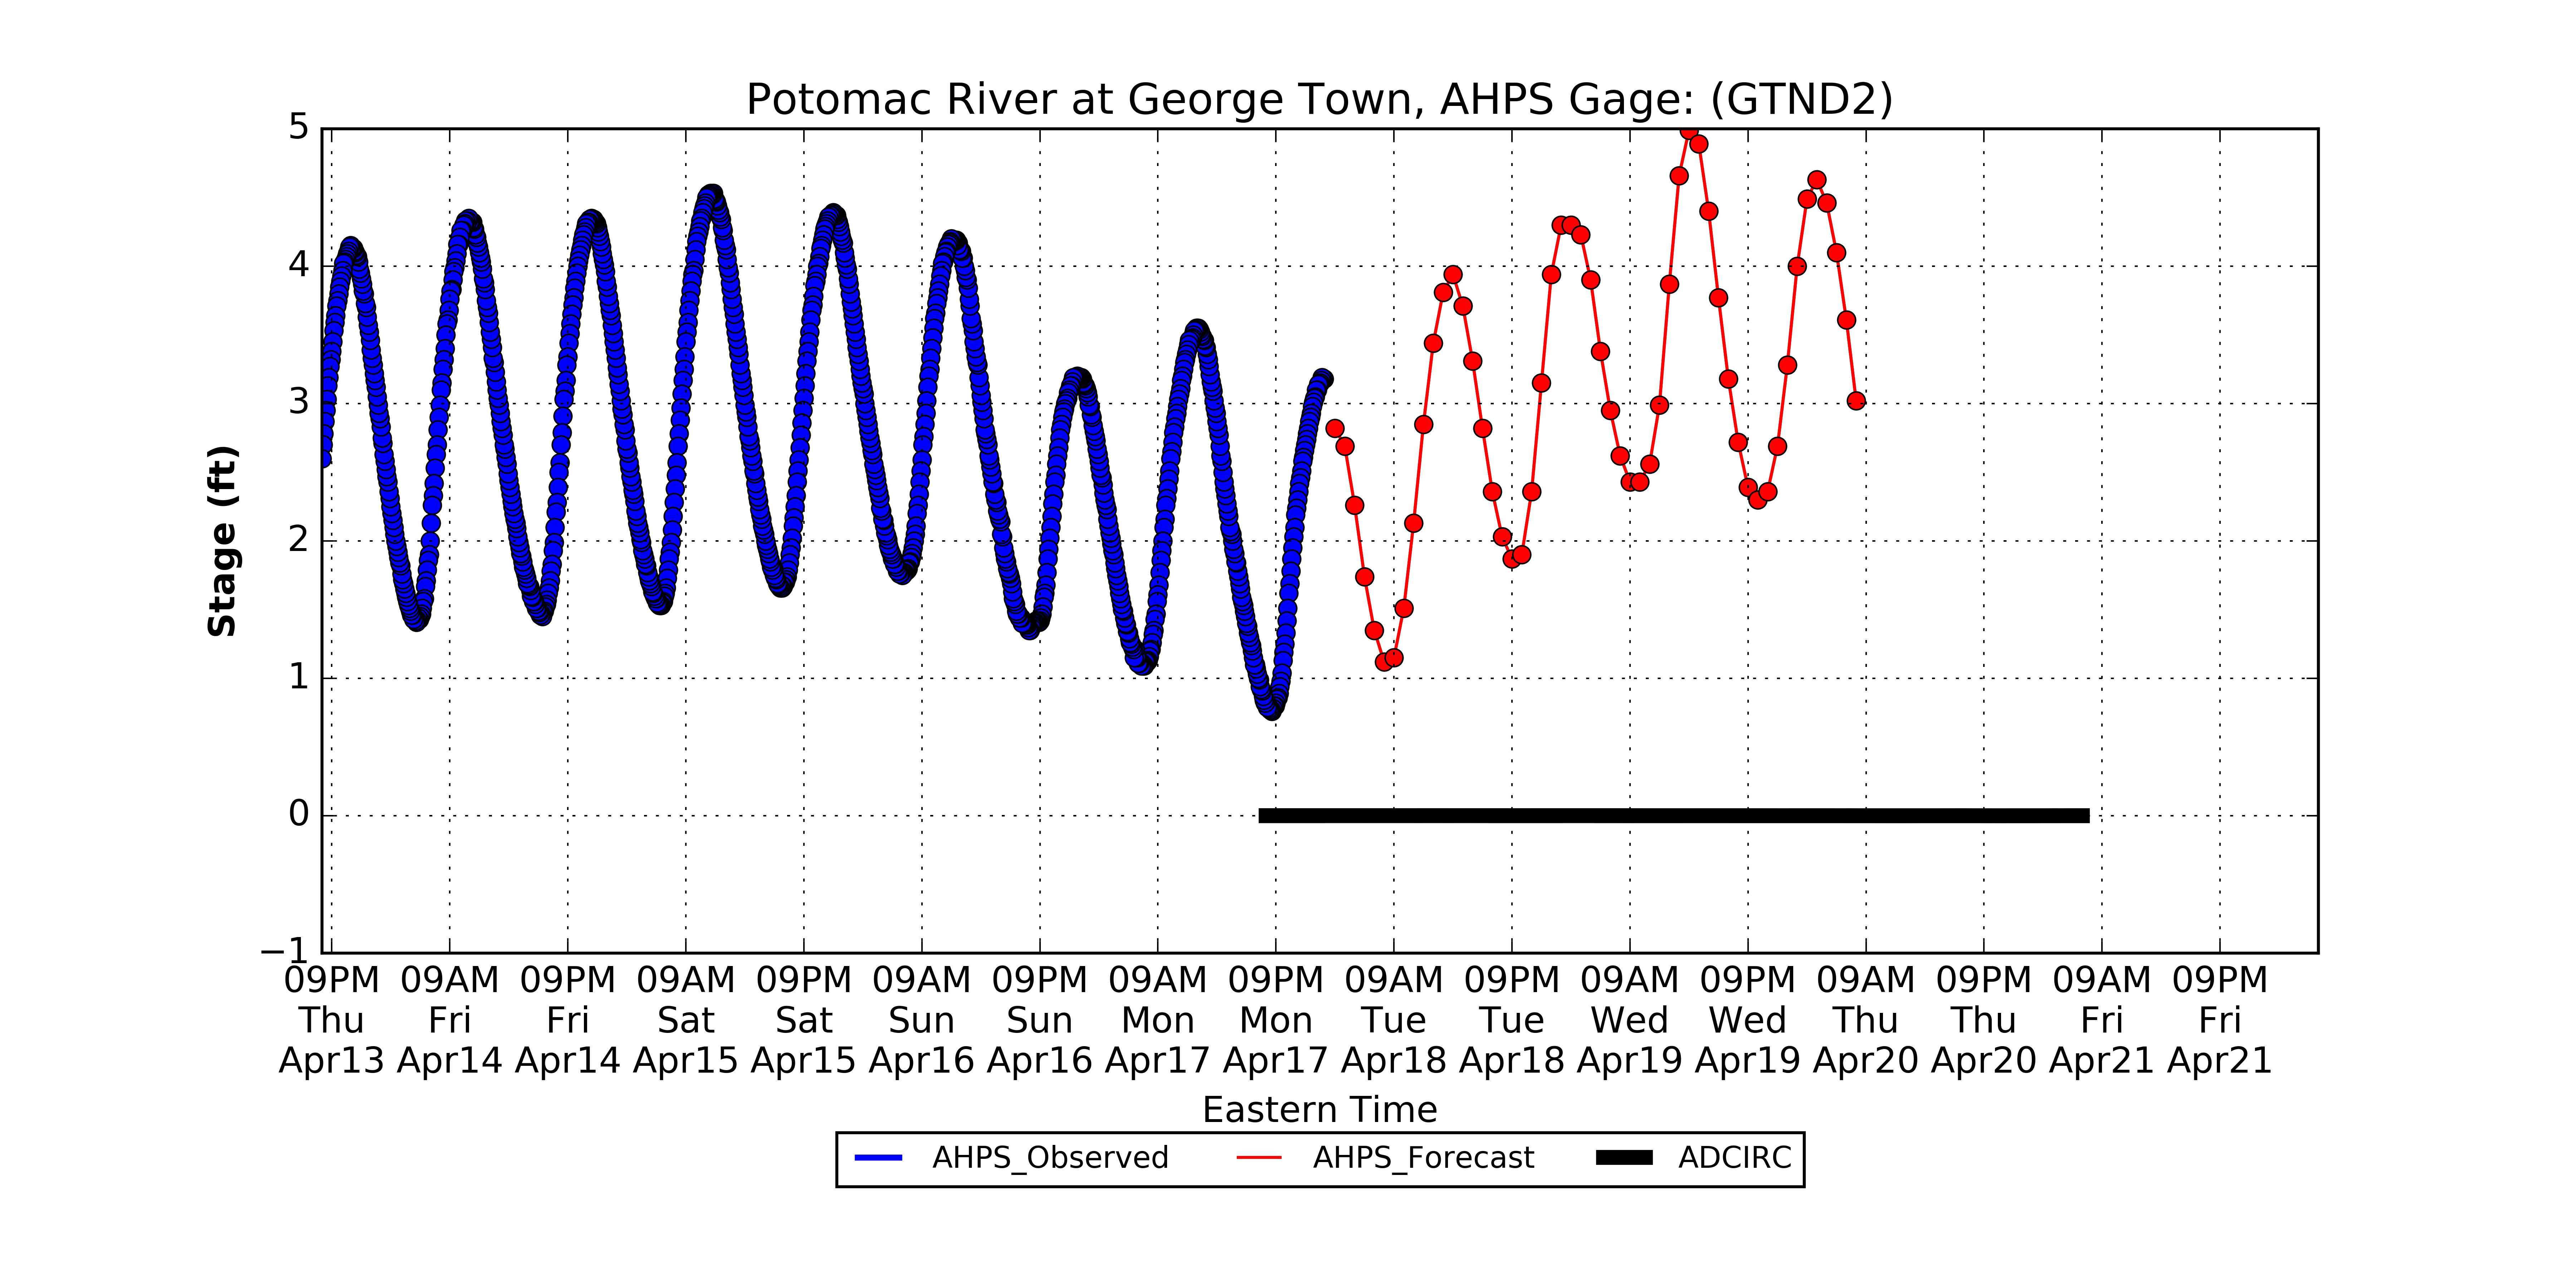 Potomac River at George Town, AHPS Gage: (GTND2)
5
4
3
2
1
0
−1
Stage (ft)
09PM 09AM 09PM 09AM 09PM 09AM 09PM 09AM 09PM 09AM 09PM 09AM 09PM 09AM 09PM 09AM 09PM
Thu Fri Fri Sat Sat Sun Sun Mon Mon Tue Tue Wed Wed Thu Thu Fri Fri
Apr13 Apr14 Apr14 Apr15 Apr15 Apr16 Apr16 Apr17 Apr17 Apr18 Apr18 Apr19 Apr19 Apr20 Apr20 Apr21 Apr21
Eastern Time
AHPS_Observed AHPS_Forecast ADCIRC